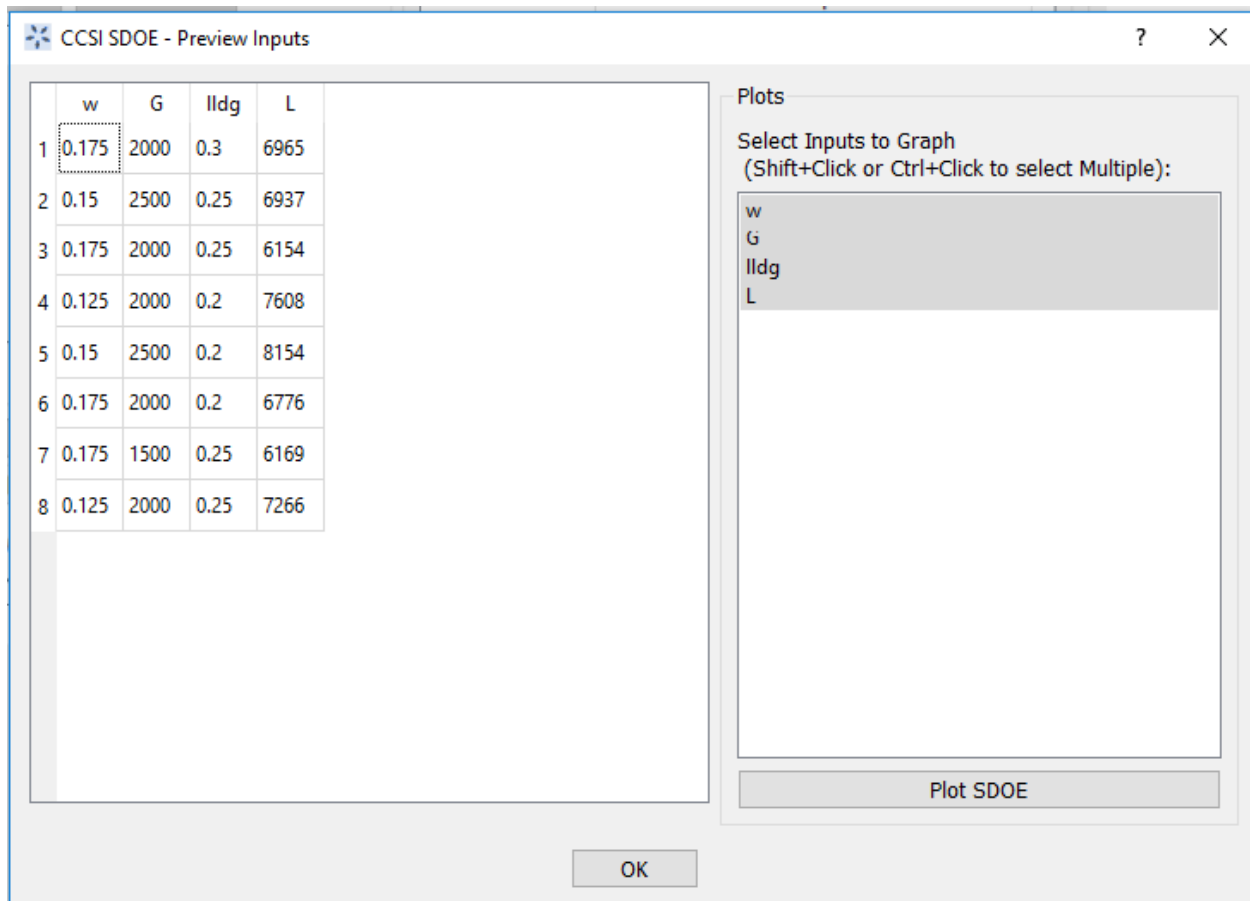 CCSI SDOE - Preview Inputs ? ×
w G lldg L
1 0.175 2000 0.3 6965
2 0.15 2500 0.25 6937
3 0.175 2000 0.25 6154
4 0.125 2000 0.2 7608
5 0.15 2500 0.2 8154
6 0.175 2000 0.2 6776
7 0.175 1500 0.25 6169
8 0.125 2000 0.25 7266
Plots
Select Inputs to Graph
(Shift+Click or Ctrl+Click to select Multiple):
w
G
lldg
L
Plot SDOE
OK